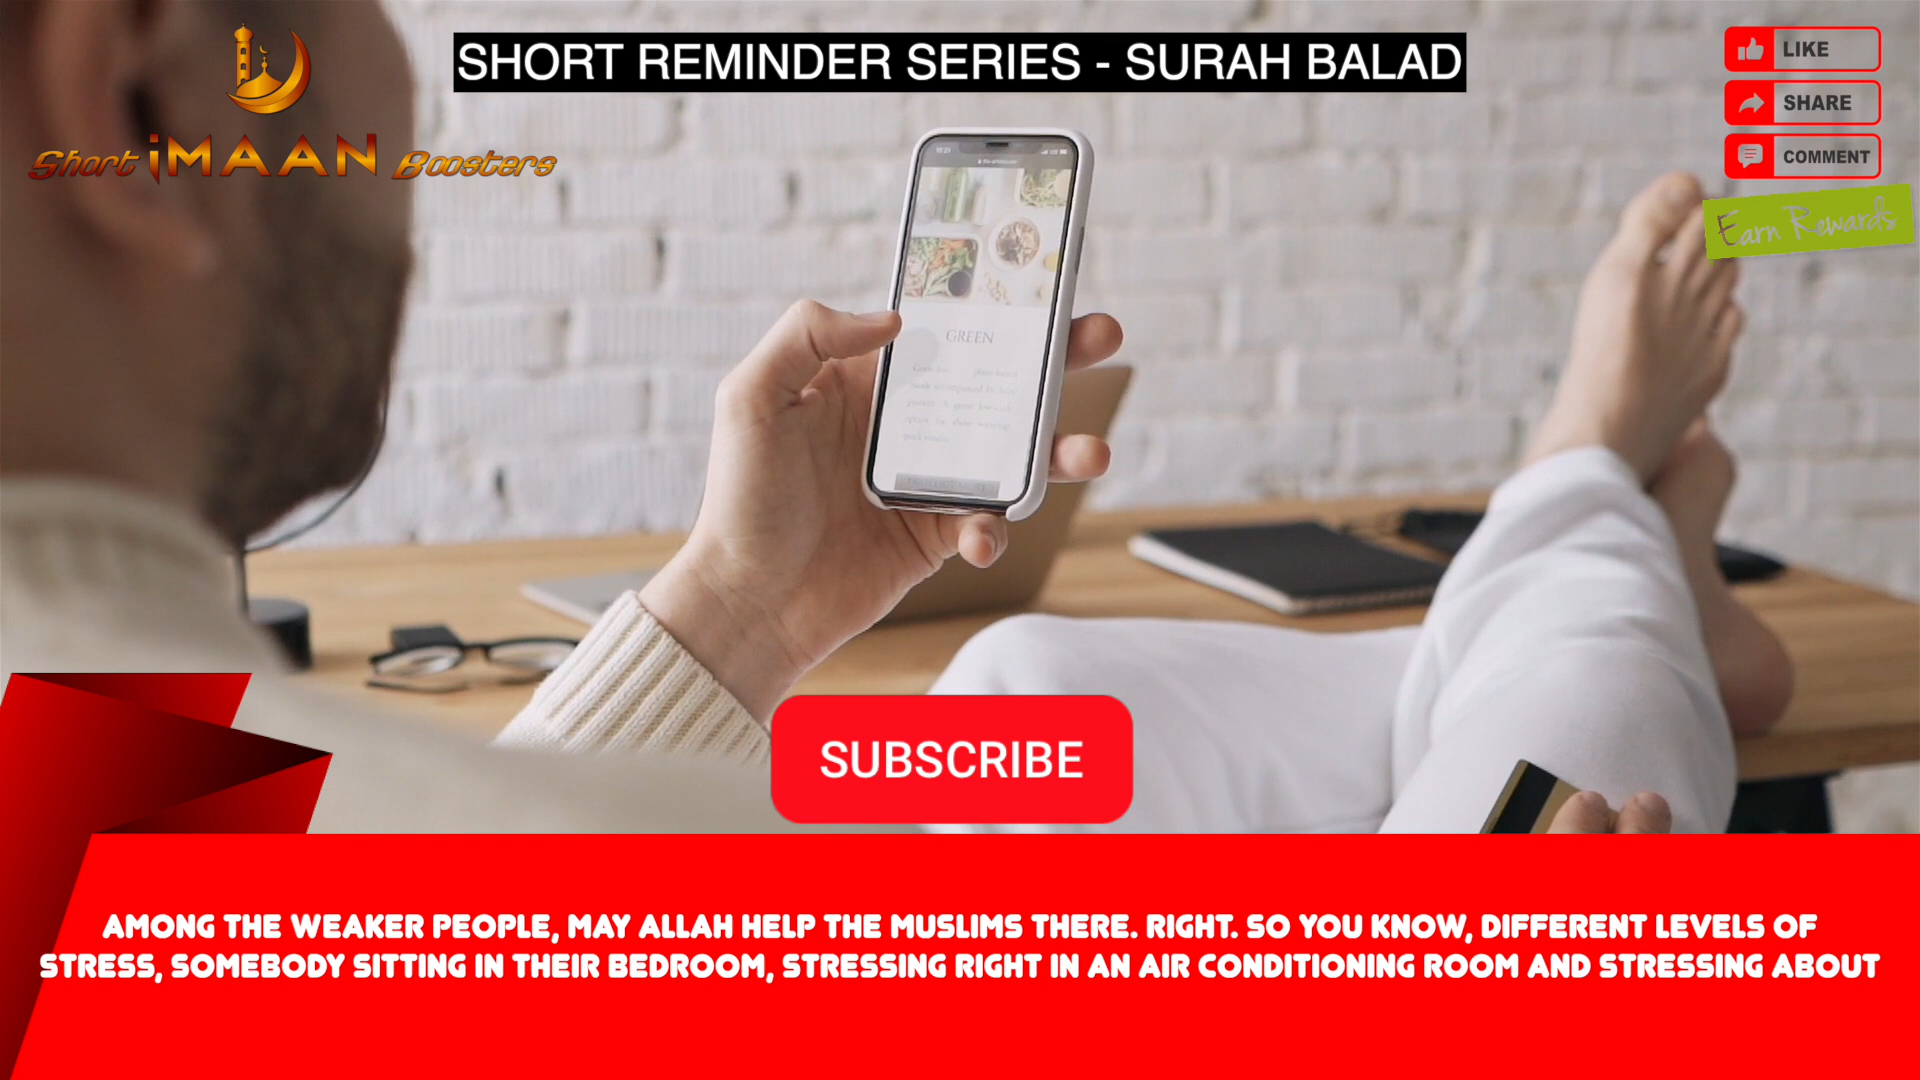 SHORT REMINDER SERIES - SURAH BALAD
Short iMAAN Boosters
LIKE
SHARE
COMMENT
Earn Rewards
GREEN
SUBSCRIBE
AMONG THE WEAKER PEOPLE, MAY ALLAH HELP THE MUSLIMS THERE. RIGHT. SO YOU KNOW, DIFFERENT LEVELS OF
STRESS, SOMEBODY SITTING IN THEIR BEDROOM, STRESSING RIGHT IN AN AIR CONDITIONING ROOM AND STRESSING ABOUT